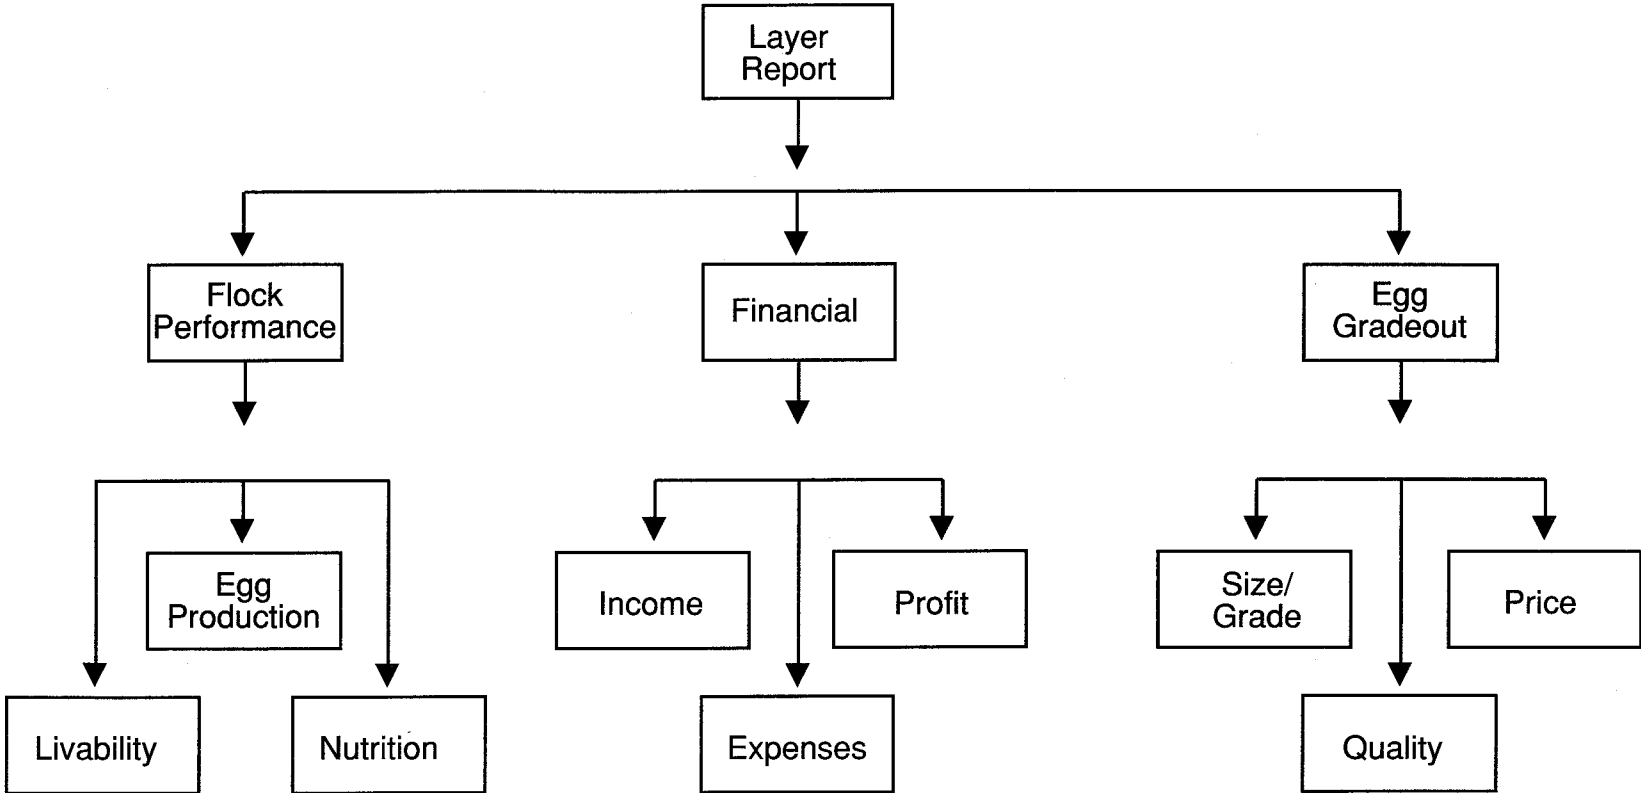 Layer
Report
Flock
Performance
Financial
Egg
Gradeout
Egg
Production
Income
Profit
Size/
Grade
Price
Livability
Nutrition
Expenses
Quality